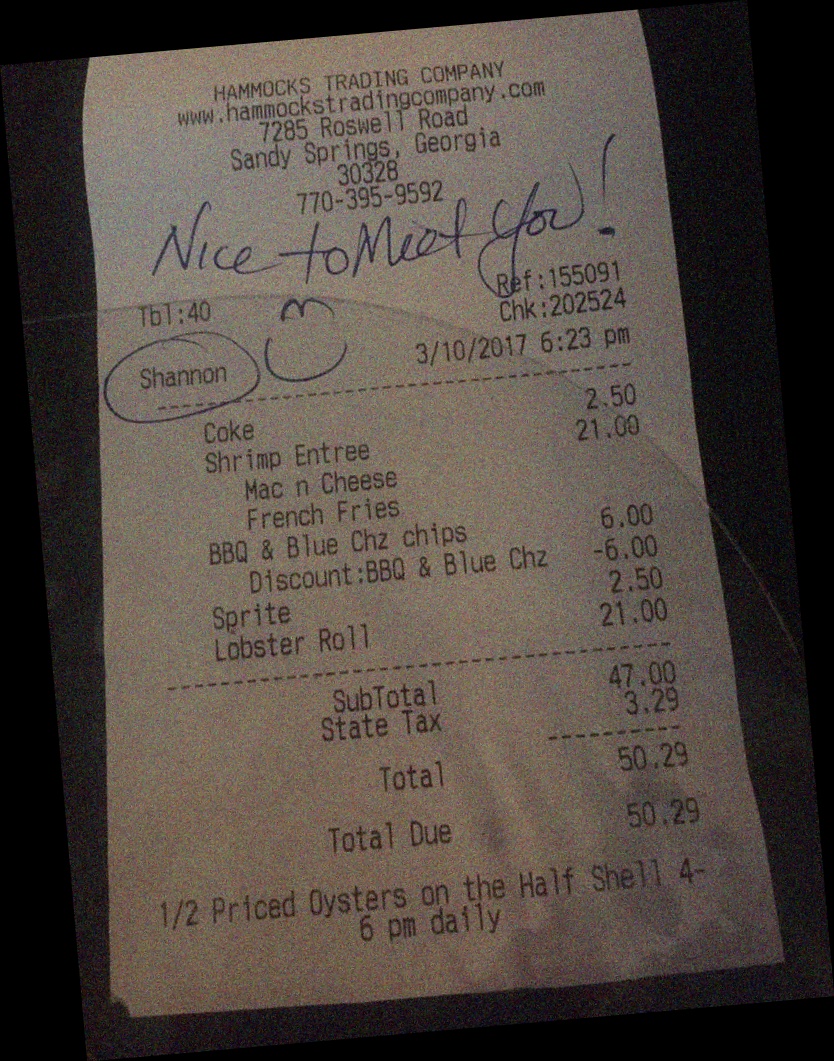 HAMMOCKS TRADING COMPANY
www.hammockstradingcompany.com
7285 Roswell Road
Sandy Springs, Georgia
30328
770-395-9592
Nice to Meet You!
Ref:155091
Tbl:40 Chk:202524
Shannon 3/10/2017 6:23 pm
Coke 2.50
Shrimp Entree 21.00
Mac n Cheese
French Fries
BBQ & Blue Chz chips 6.00
Discount:BBQ & Blue Chz -6.00
Sprite 2.50
Lobster Roll 21.00
SubTotal 47.00
State Tax 3.29
Total 50.29
Total Due 50.29
1/2 Priced Oysters on the Half Shell 4-
6 pm daily